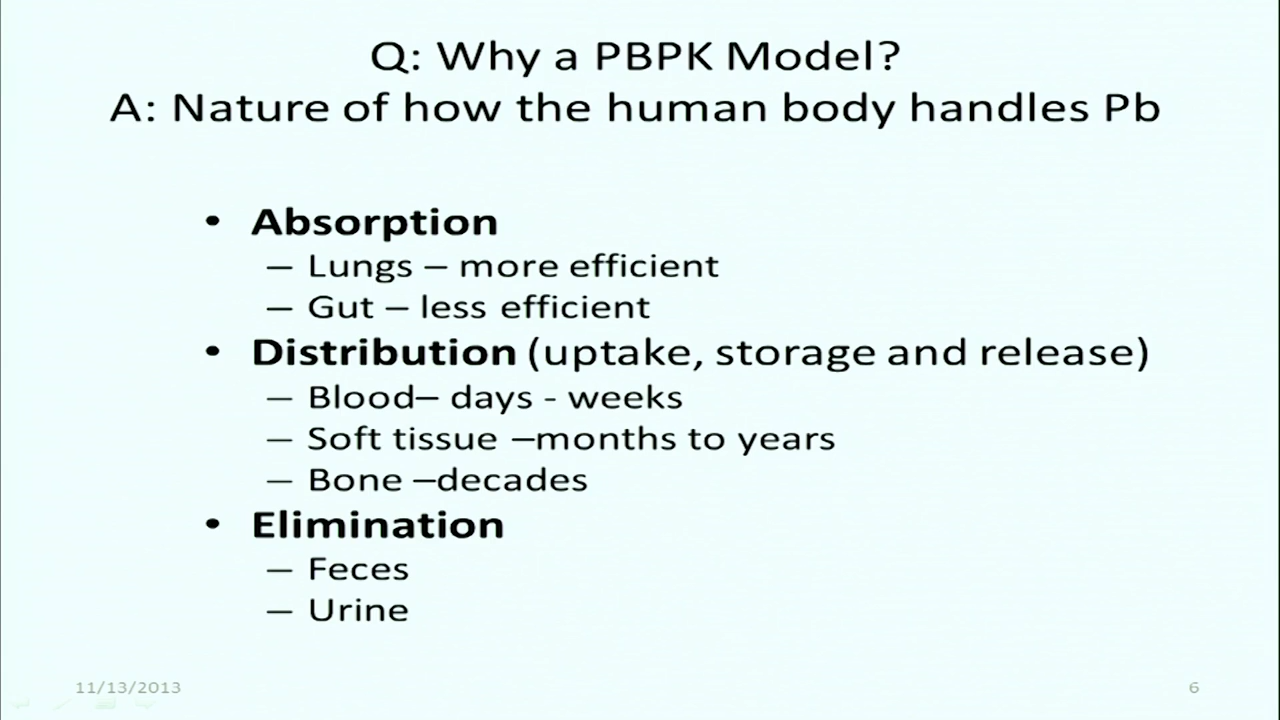 Q: Why a PBPK Model?
A: Nature of how the human body handles Pb
• Absorption
– Lungs – more efficient
– Gut – less efficient
• Distribution (uptake, storage and release)
– Blood– days - weeks
– Soft tissue –months to years
– Bone –decades
• Elimination
– Feces
– Urine
11/13/2013
6